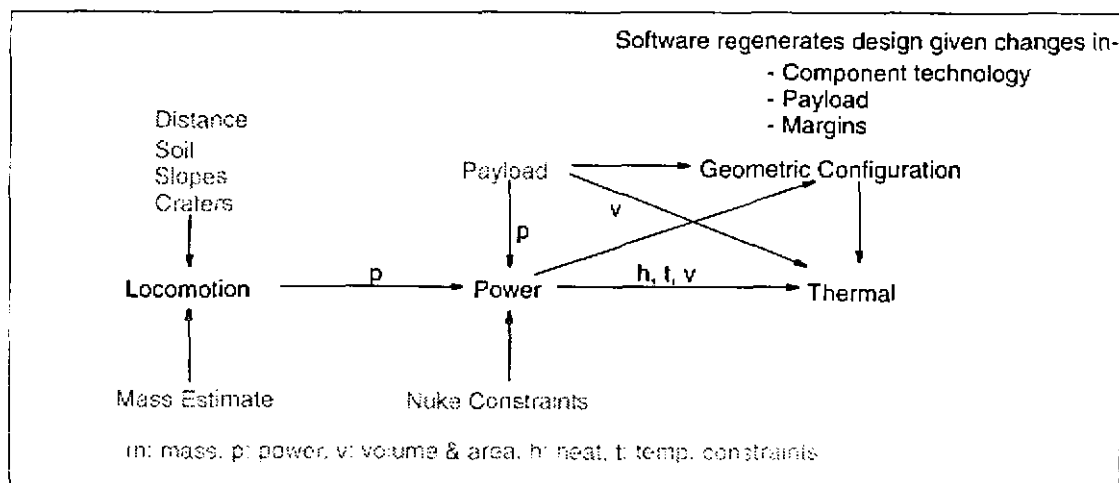 Software regenerates design given changes in-
- Component technology
- Payload
- Margins
Distance
Soil
Slopes
Craters
Payload
Geometric Configuration
v
p
Locomotion
p
Power
h, t, v
Thermal
Mass Estimate
Nuke Constraints
m: mass, p: power, v: volume & area, h: heat, t: temp. constraints